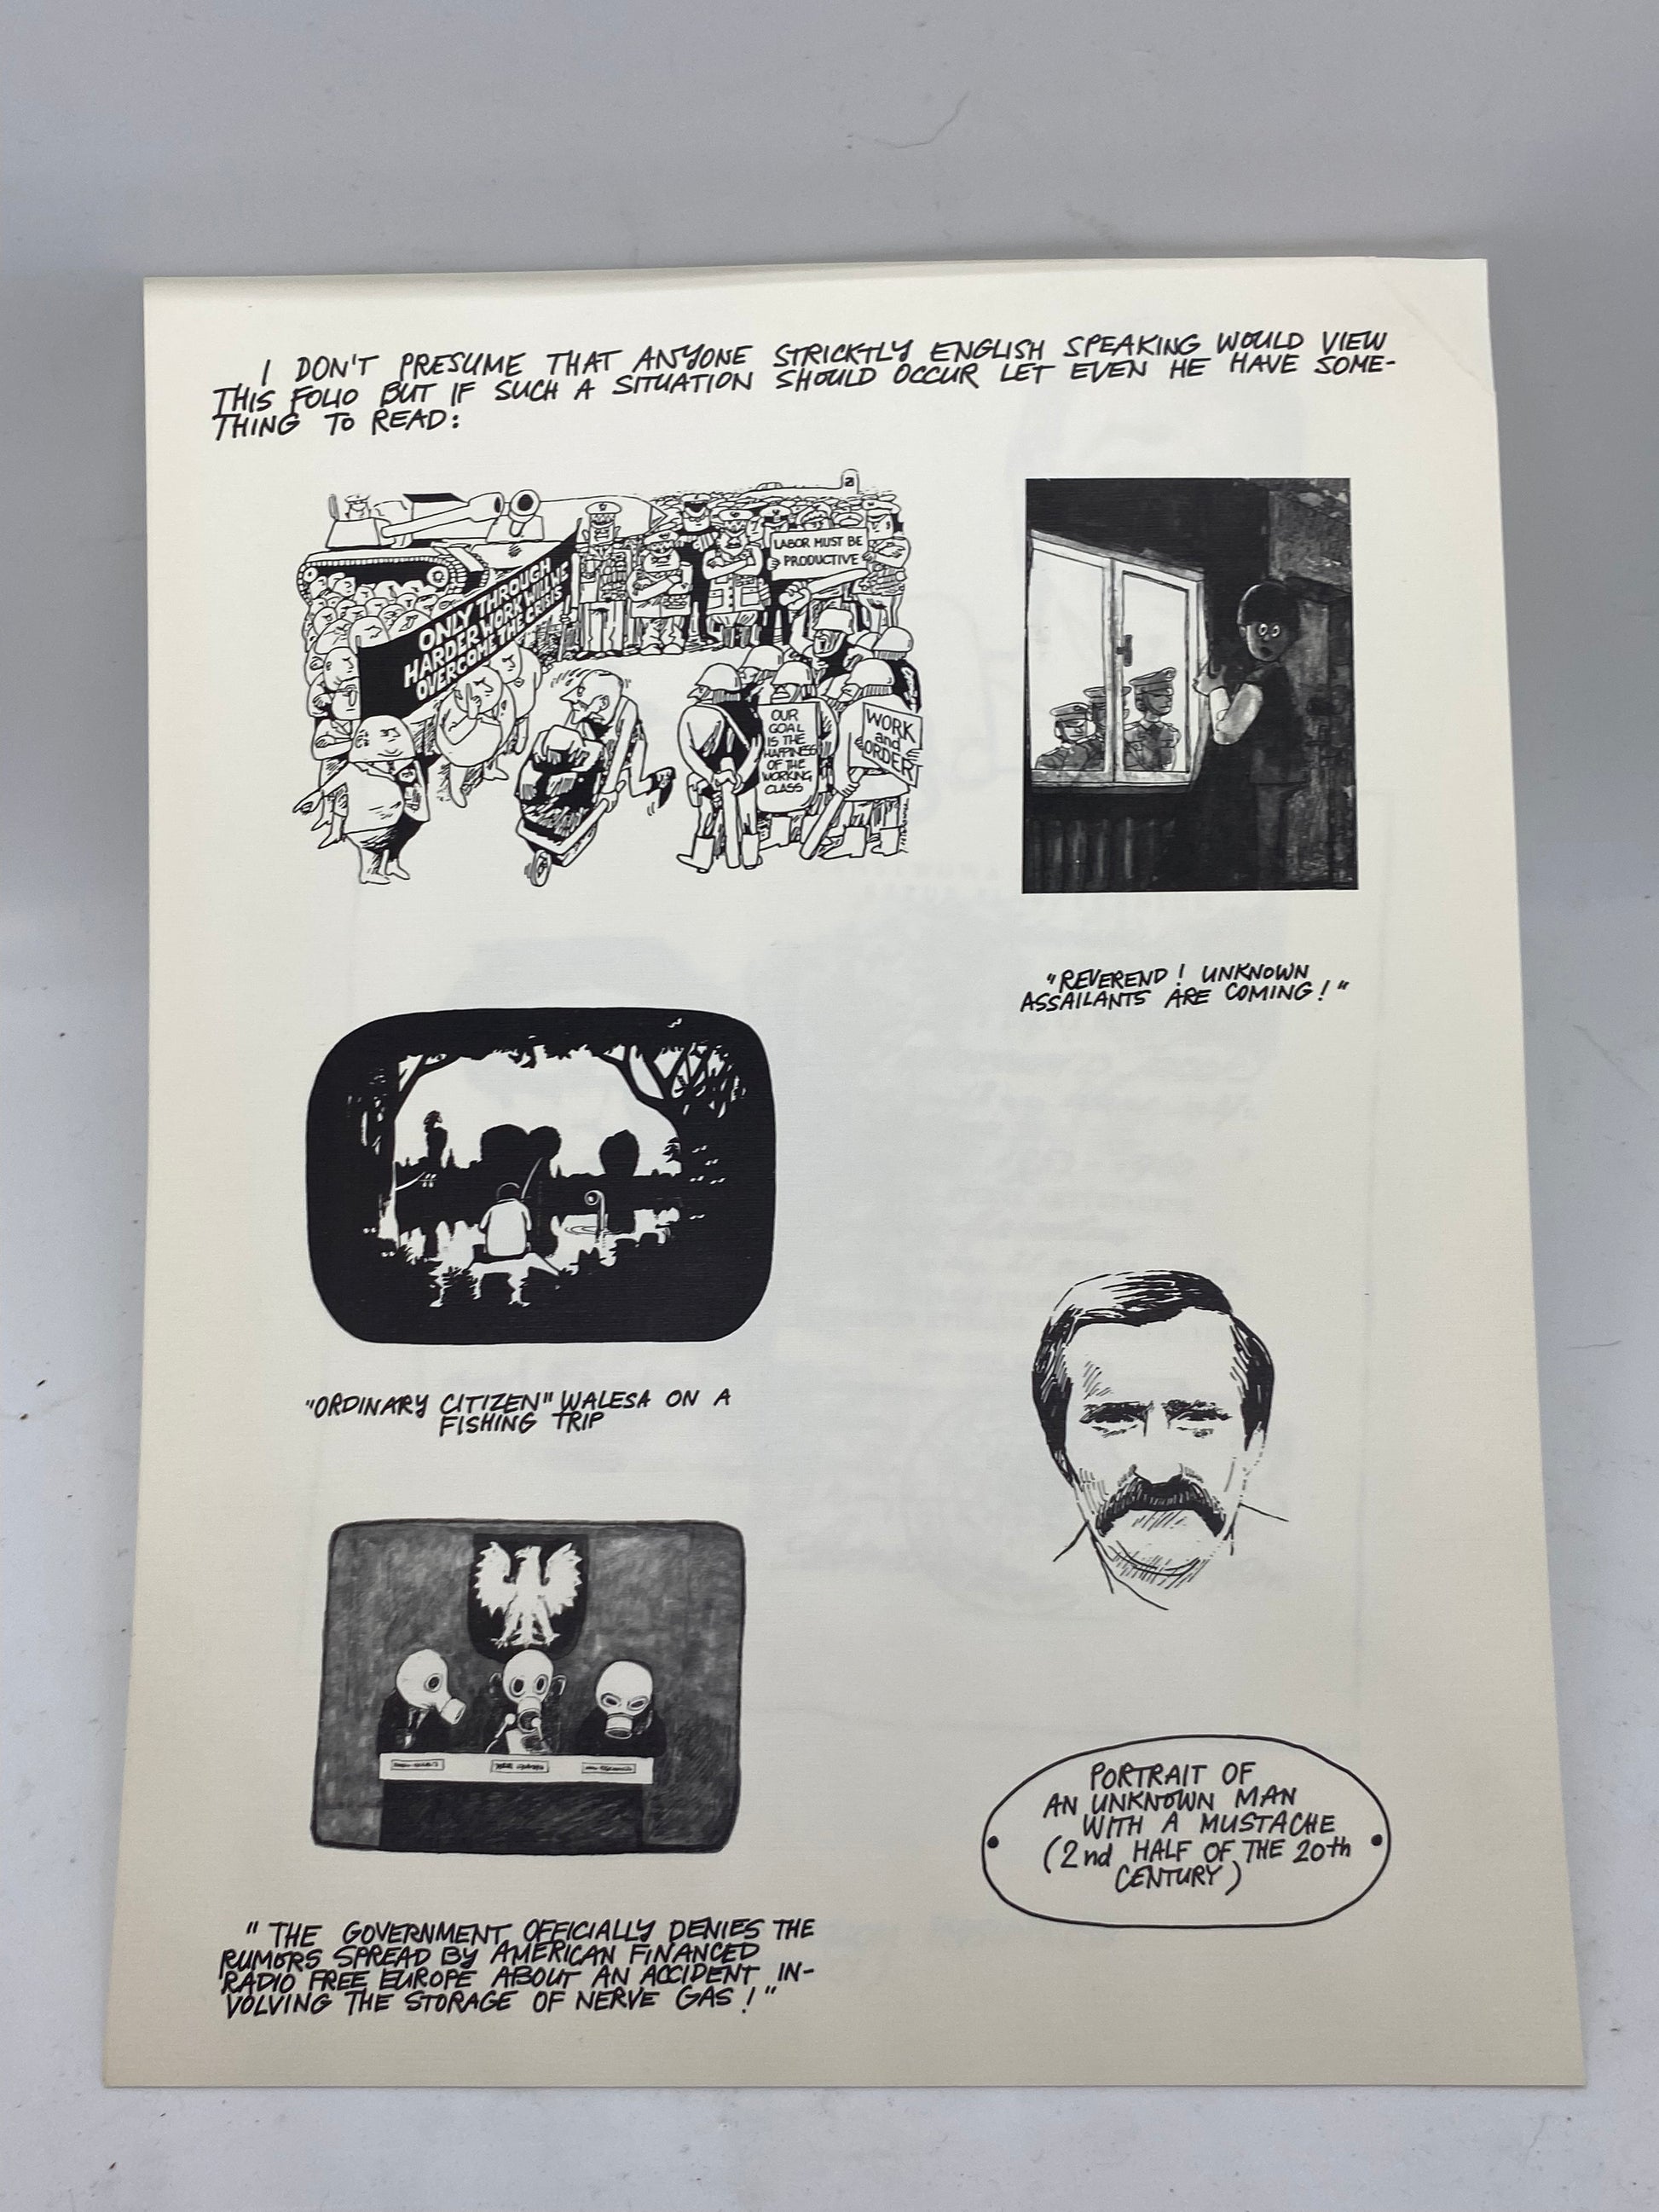 I DON'T PRESUME THAT ANYONE STRICKTLY ENGLISH SPEAKING WOULD VIEW
THIS FOLIO BUT IF SUCH A SITUATION SHOULD OCCUR LET EVEN HE HAVE SOME-
THING TO READ:
ONLY THROUGH
HARDER WORK WILL WE
OVERCOME THE CRISIS
LABOR MUST BE
PRODUCTIVE
OUR
GOAL
IS THE
HAPPINESS
OF THE
WORKING
CLASS
WORK
and
ORDER!
"REVEREND! UNKNOWN
ASSAILANTS ARE COMING!"
"ORDINARY CITIZEN" WALESA ON A
FISHING TRIP
PORTRAIT OF
AN UNKNOWN MAN
WITH A MUSTACHE
(2nd HALF OF THE 20th
CENTURY)
"THE GOVERNMENT OFFICIALLY DENIES THE
RUMORS SPREAD BY AMERICAN FINANCED
RADIO FREE EUROPE ABOUT AN ACCIDENT IN-
VOLVING THE STORAGE OF NERVE GAS!"